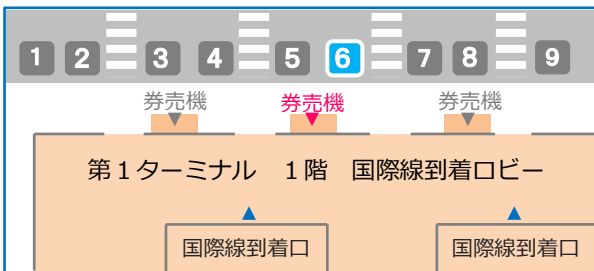 1 2 3 4 5 6 7 8 9
券売機 券売機 券売機
第１ターミナル　１階　国際線到着ロビー
国際線到着口 国際線到着口